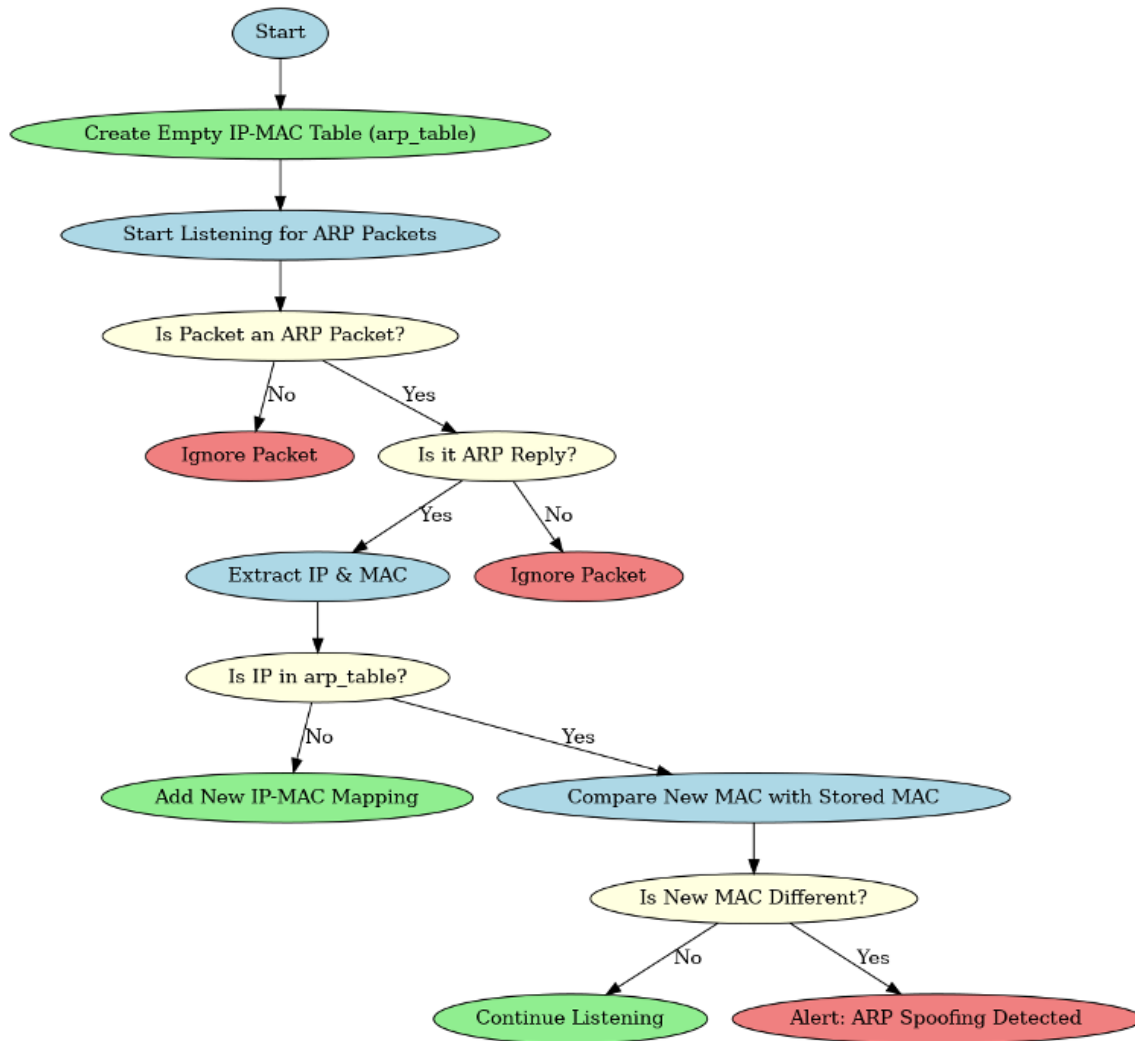 Start
Create Empty IP-MAC Table (arp_table)
Start Listening for ARP Packets
Is Packet an ARP Packet?
No
Yes
Ignore Packet
Is it ARP Reply?
Yes
No
Extract IP & MAC
Ignore Packet
Is IP in arp_table?
No
Yes
Add New IP-MAC Mapping
Compare New MAC with Stored MAC
Is New MAC Different?
No
Yes
Continue Listening
Alert: ARP Spoofing Detected